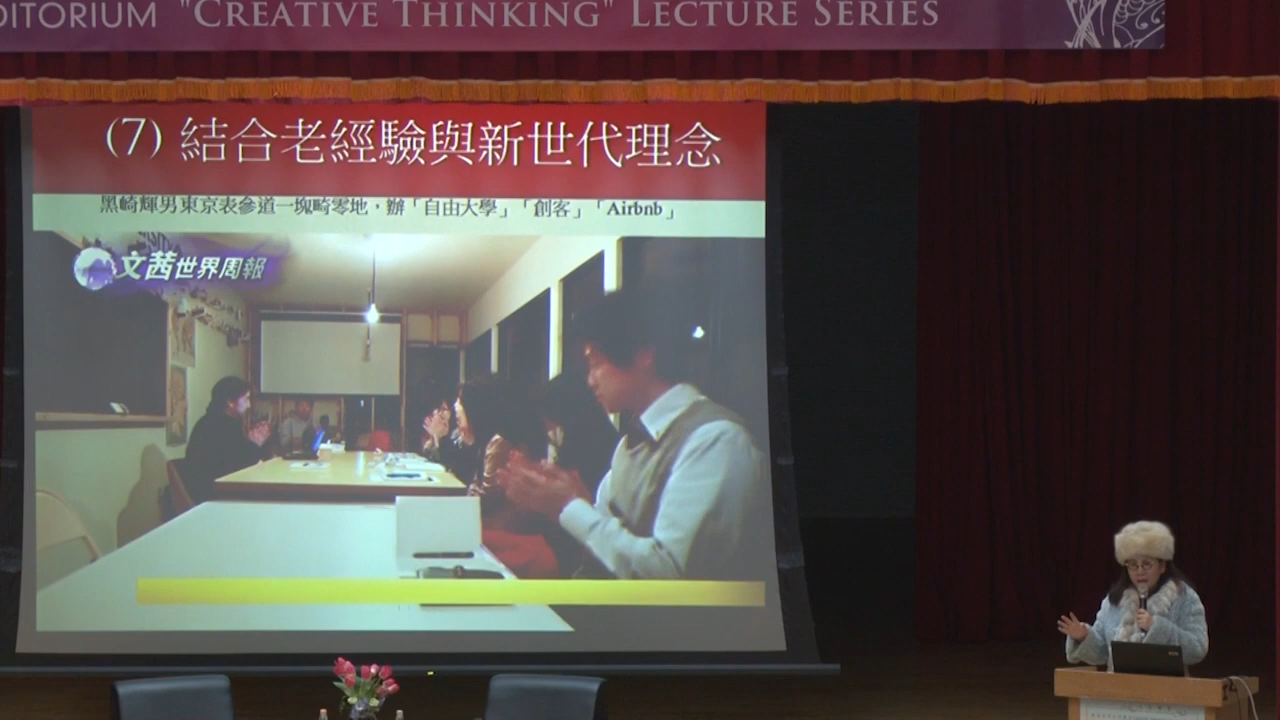 DITORIUM "CREATIVE THINKING" LECTURE SERIES
(7) 結合老經驗與新世代理念
黑崎輝男東京表參道一塊畸零地，辦「自由大學」「創客」「Airbnb」
文茜世界周報